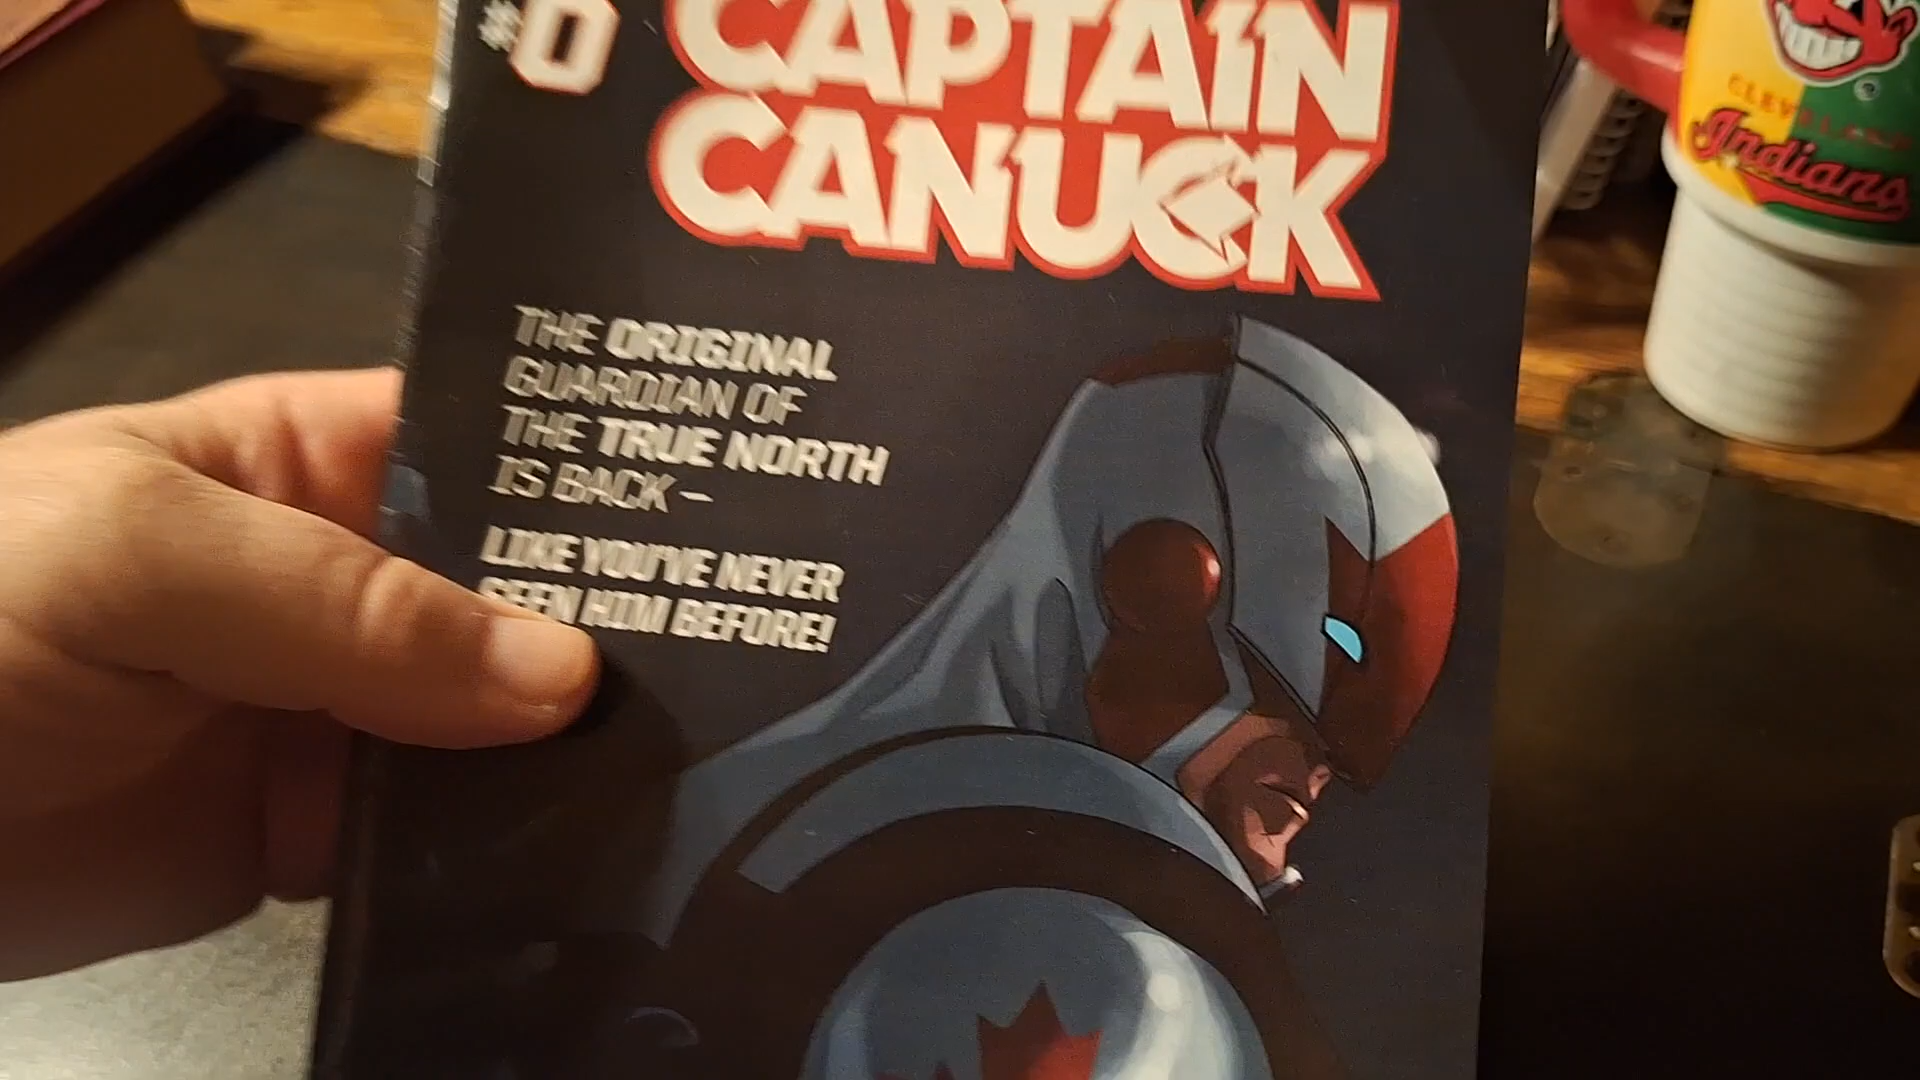 #0
CAPTAIN
CANUCK
THE ORIGINAL
GUARDIAN OF
THE TRUE NORTH
IS BACK –
LIKE YOU'VE NEVER
SEEN HIM BEFORE!
CLEVELAND
Indians
®